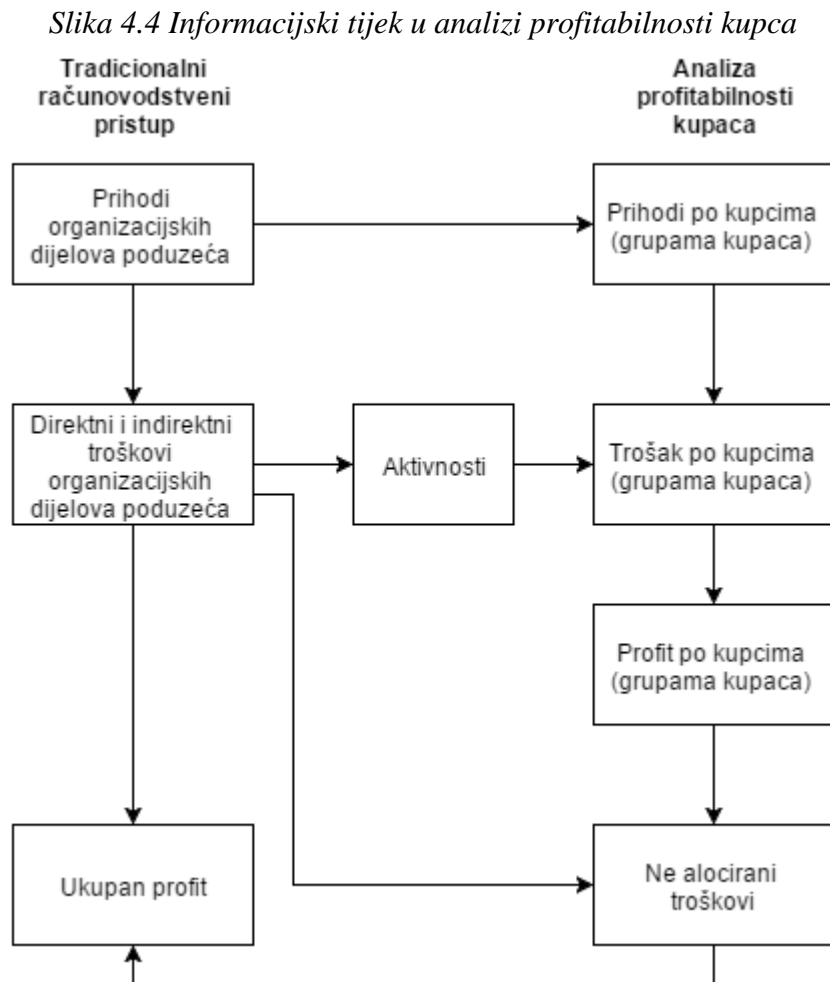 Slika 4.4 Informacijski tijek u analizi profitabilnosti kupca
Tradicionalni
računovodstveni
pristup
Analiza
profitabilnosti
kupaca
Prihodi
organizacijskih
dijelova poduzeća
Prihodi po kupcima
(grupama kupaca)
Direktni i indirektni
troškovi
organizacijskih
dijelova poduzeća
Aktivnosti
Trošak po kupcima
(grupama kupaca)
Profit po kupcima
(grupama kupaca)
Ukupan profit
Ne alocirani
troškovi